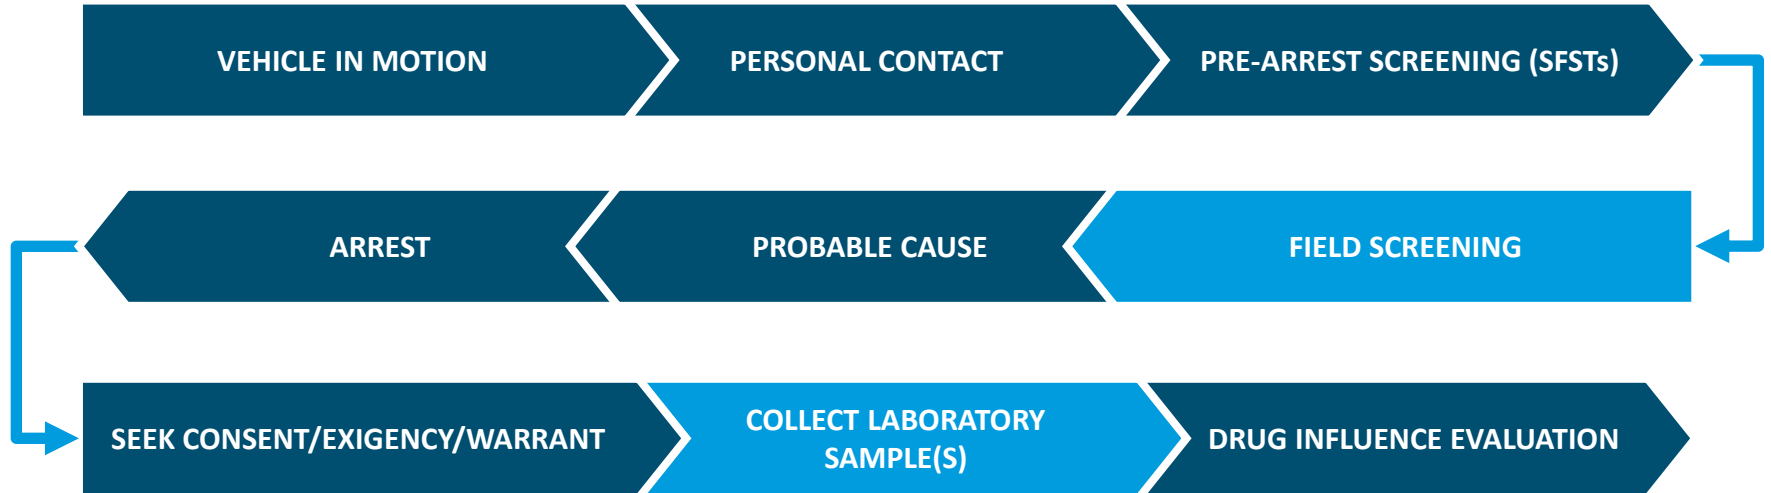 VEHICLE IN MOTION
PERSONAL CONTACT
PRE-ARREST SCREENING (SFSTs)
FIELD SCREENING
PROBABLE CAUSE
ARREST
SEEK CONSENT/EXIGENCY/WARRANT
COLLECT LABORATORY
SAMPLE(S)
DRUG INFLUENCE EVALUATION